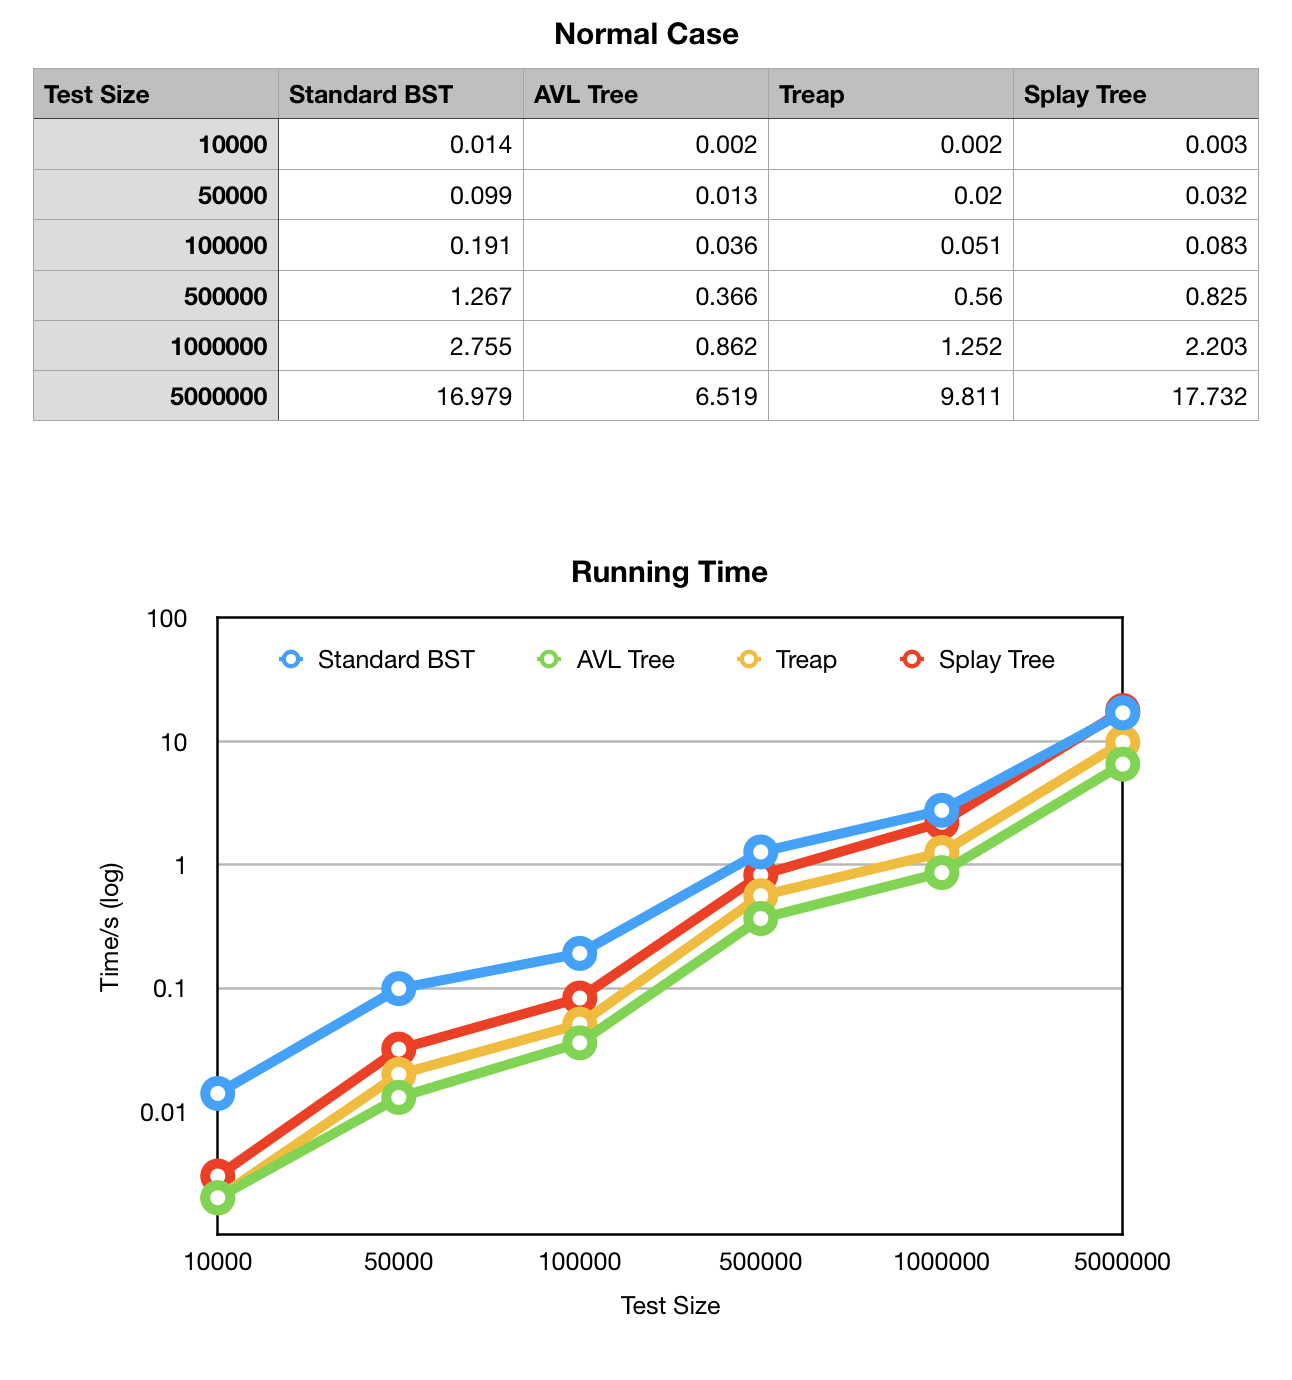 Normal Case
Test Size Standard BST AVL Tree Treap Splay Tree
10000 0.014 0.002 0.002 0.003
50000 0.099 0.013 0.02 0.032
100000 0.191 0.036 0.051 0.083
500000 1.267 0.366 0.56 0.825
1000000 2.755 0.862 1.252 2.203
5000000 16.979 6.519 9.811 17.732
Running Time
100
Standard BST AVL Tree Treap Splay Tree
10
1
Time/s (log)
0.1
0.01
10000 50000 100000 500000 1000000 5000000
Test Size